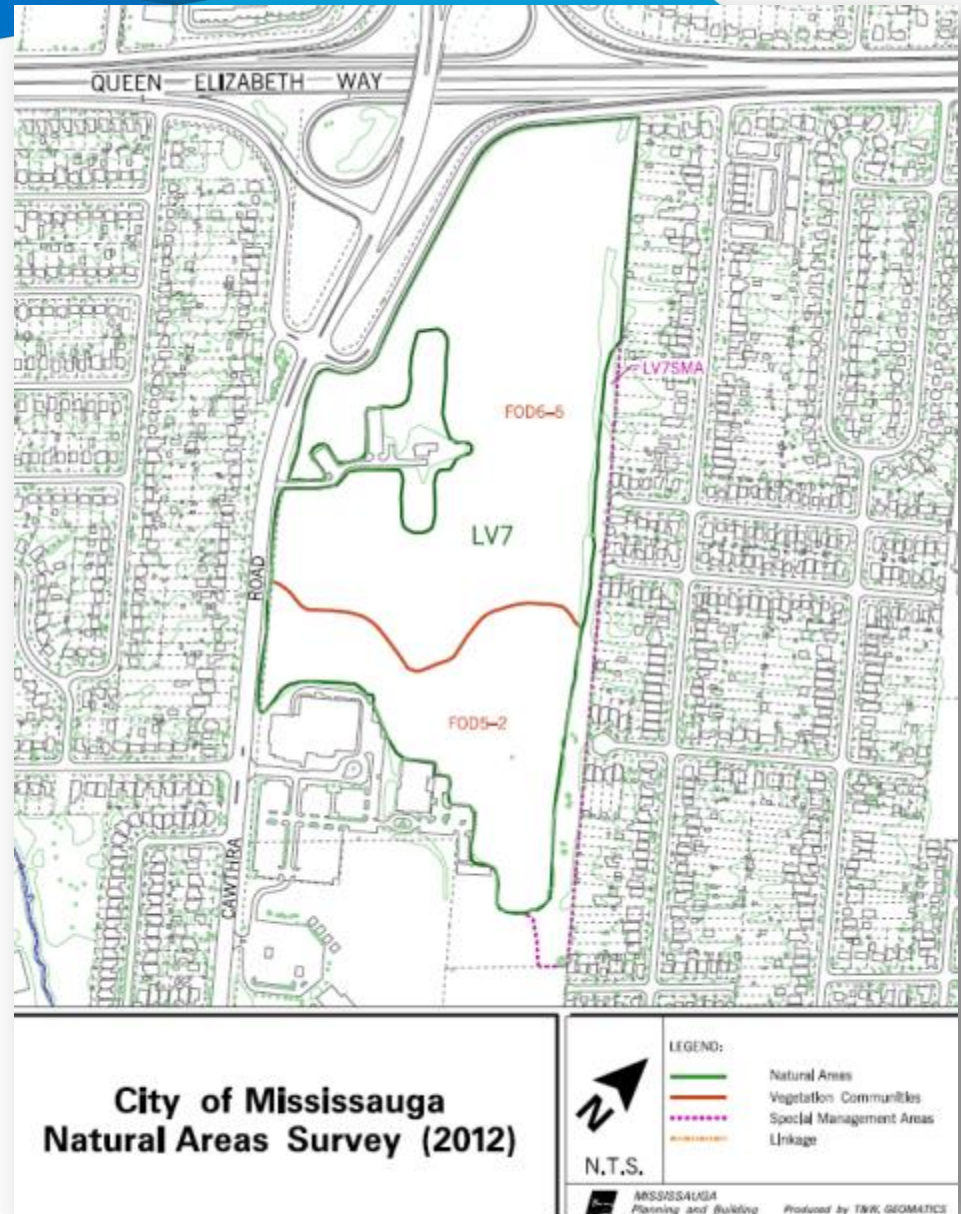 QUEEN ELIZABETH WAY
LV7SMA
FOD6-5
LV7
ROAD
FOD5-2
CAWTHRA
City of Mississauga
Natural Areas Survey (2012)
N
N.T.S.
LEGEND:
Natural Areas
Vegetation Communities
Special Management Areas
Linkage
MISSISSAUGA
Planning and Building
Produced by T&W, GEOMATICS